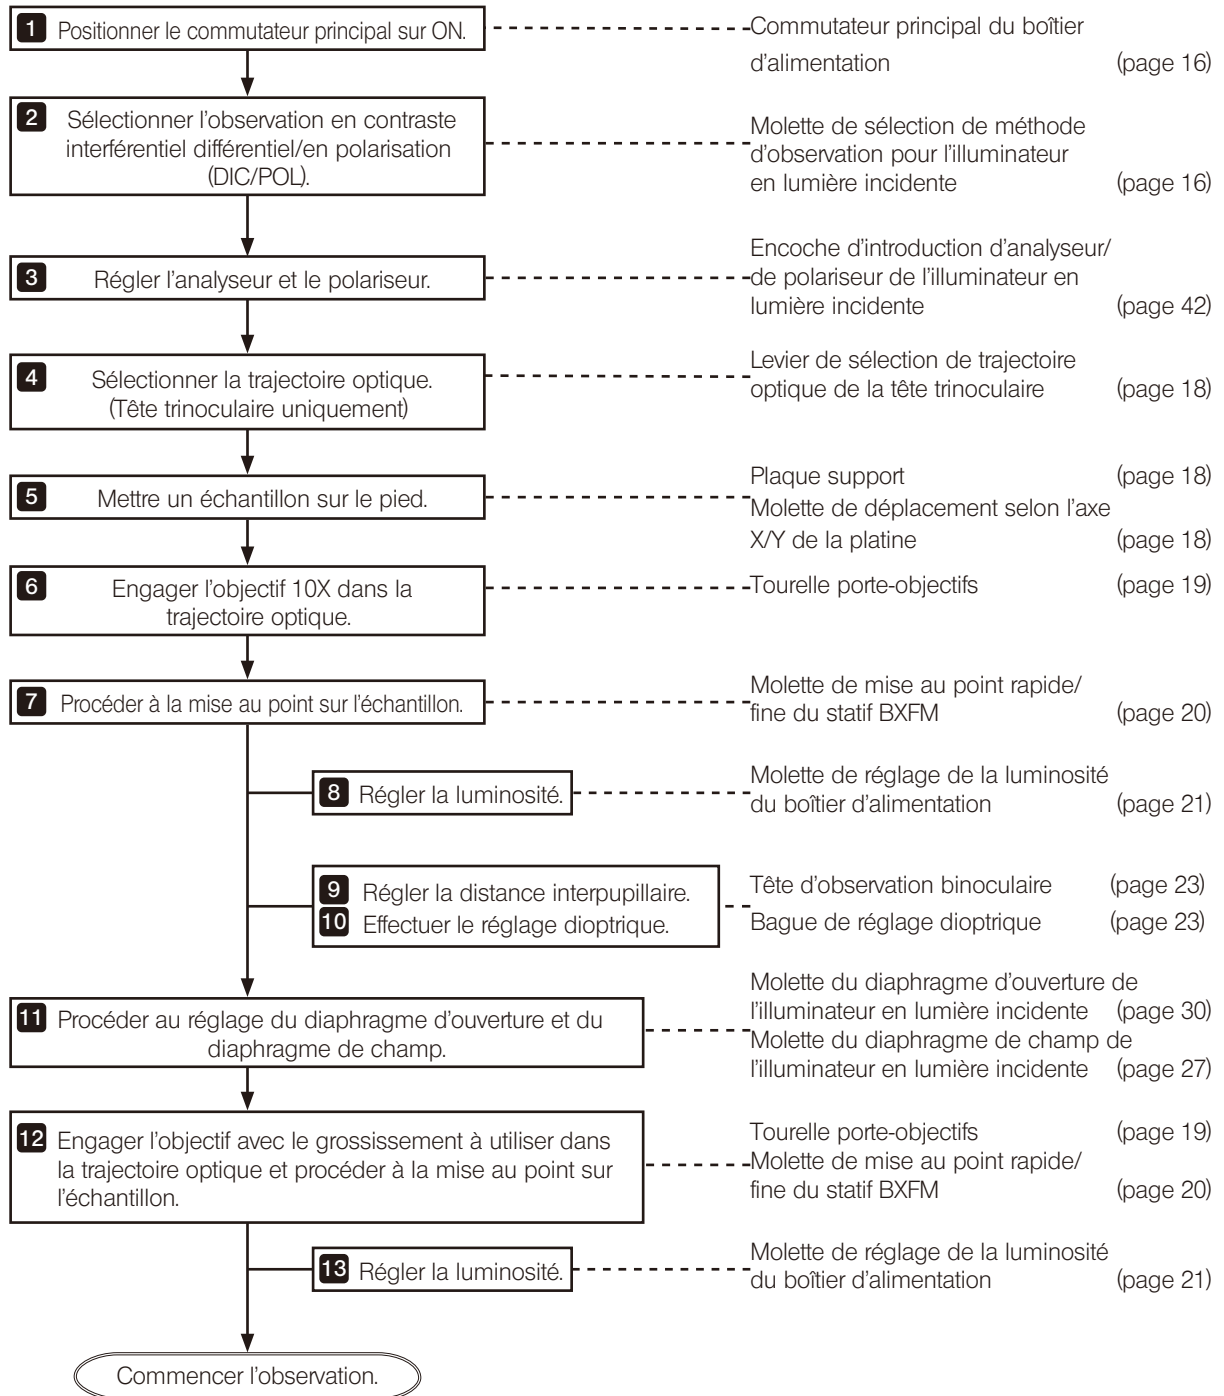 1 Positionner le commutateur principal sur ON.
Commutateur principal du boîtier
d'alimentation (page 16)
2 Sélectionner l'observation en contraste
interférentiel différentiel/en polarisation
(DIC/POL).
Molette de sélection de méthode
d'observation pour l'illuminateur
en lumière incidente (page 16)
3 Régler l'analyseur et le polariseur.
Encoche d'introduction d'analyseur/
de polariseur de l'illuminateur en
lumière incidente (page 42)
4 Sélectionner la trajectoire optique.
(Tête trinoculaire uniquement)
Levier de sélection de trajectoire
optique de la tête trinoculaire (page 18)
5 Mettre un échantillon sur le pied.
Plaque support (page 18)
Molette de déplacement selon l'axe
X/Y de la platine (page 18)
6 Engager l'objectif 10X dans la
trajectoire optique.
Tourelle porte-objectifs (page 19)
7 Procéder à la mise au point sur l'échantillon.
Molette de mise au point rapide/
fine du statif BXFM (page 20)
8 Régler la luminosité.
Molette de réglage de la luminosité
du boîtier d'alimentation (page 21)
9 Régler la distance interpupillaire.
10 Effectuer le réglage dioptrique.
Tête d'observation binoculaire (page 23)
Bague de réglage dioptrique (page 23)
11 Procéder au réglage du diaphragme d'ouverture et du
diaphragme de champ.
Molette du diaphragme d'ouverture de
l'illuminateur en lumière incidente (page 30)
Molette du diaphragme de champ de
l'illuminateur en lumière incidente (page 27)
12 Engager l'objectif avec le grossissement à utiliser dans
la trajectoire optique et procéder à la mise au point sur
l'échantillon.
Tourelle porte-objectifs (page 19)
Molette de mise au point rapide/
fine du statif BXFM (page 20)
13 Régler la luminosité.
Molette de réglage de la luminosité
du boîtier d'alimentation (page 21)
Commencer l'observation.